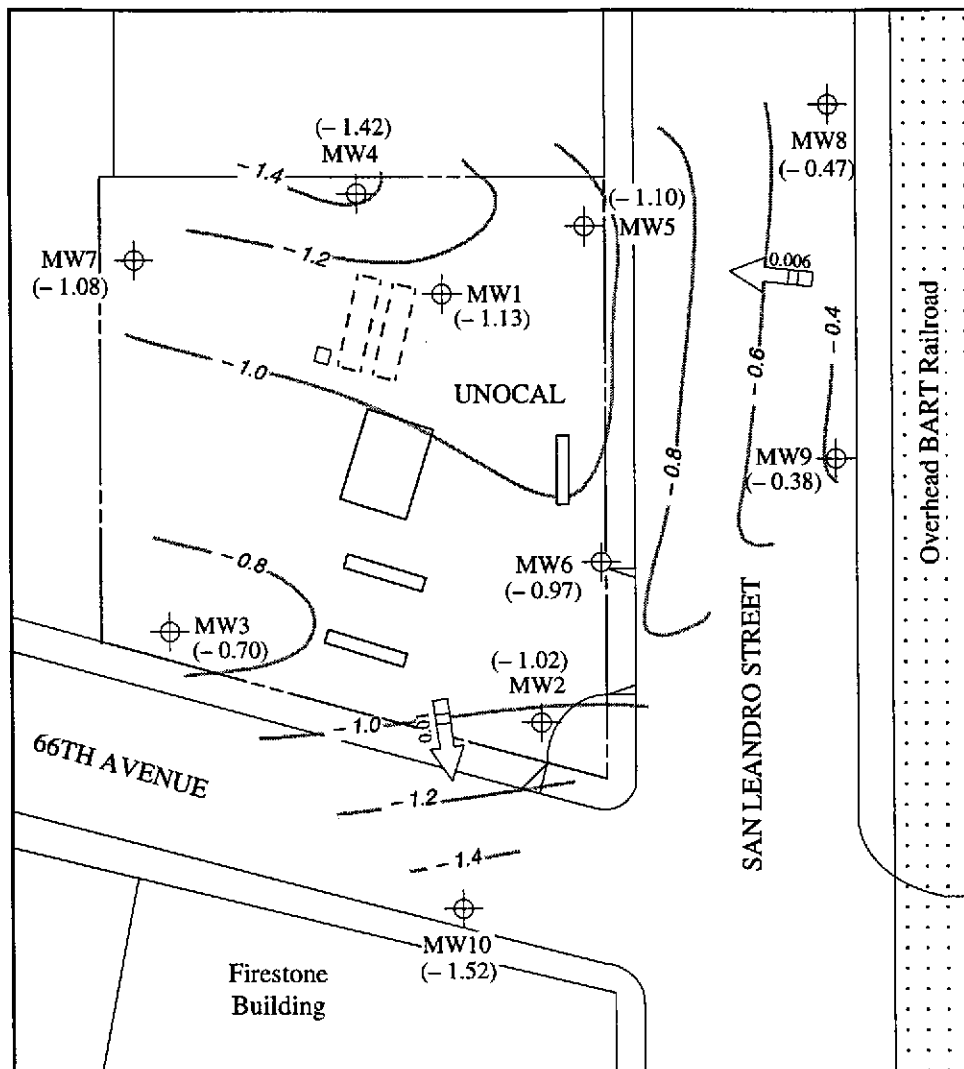 (– 1.42)
MW4
– 1.4
MW8
(– 0.47)
(– 1.10)
MW5
– 1.2
MW7
(– 1.08)
0.006
MW1
(– 1.13)
– 0.4
– 1.0
– 0.6
UNOCAL
– 0.8
MW9
(– 0.38)
Overhead BART Railroad
– 0.8
MW6
(– 0.97)
MW3
(– 0.70)
(– 1.02)
MW2
SAN LEANDRO STREET
– 1.0
0.01
66TH AVENUE
– 1.2
– 1.4
MW10
(– 1.52)
Firestone
Building